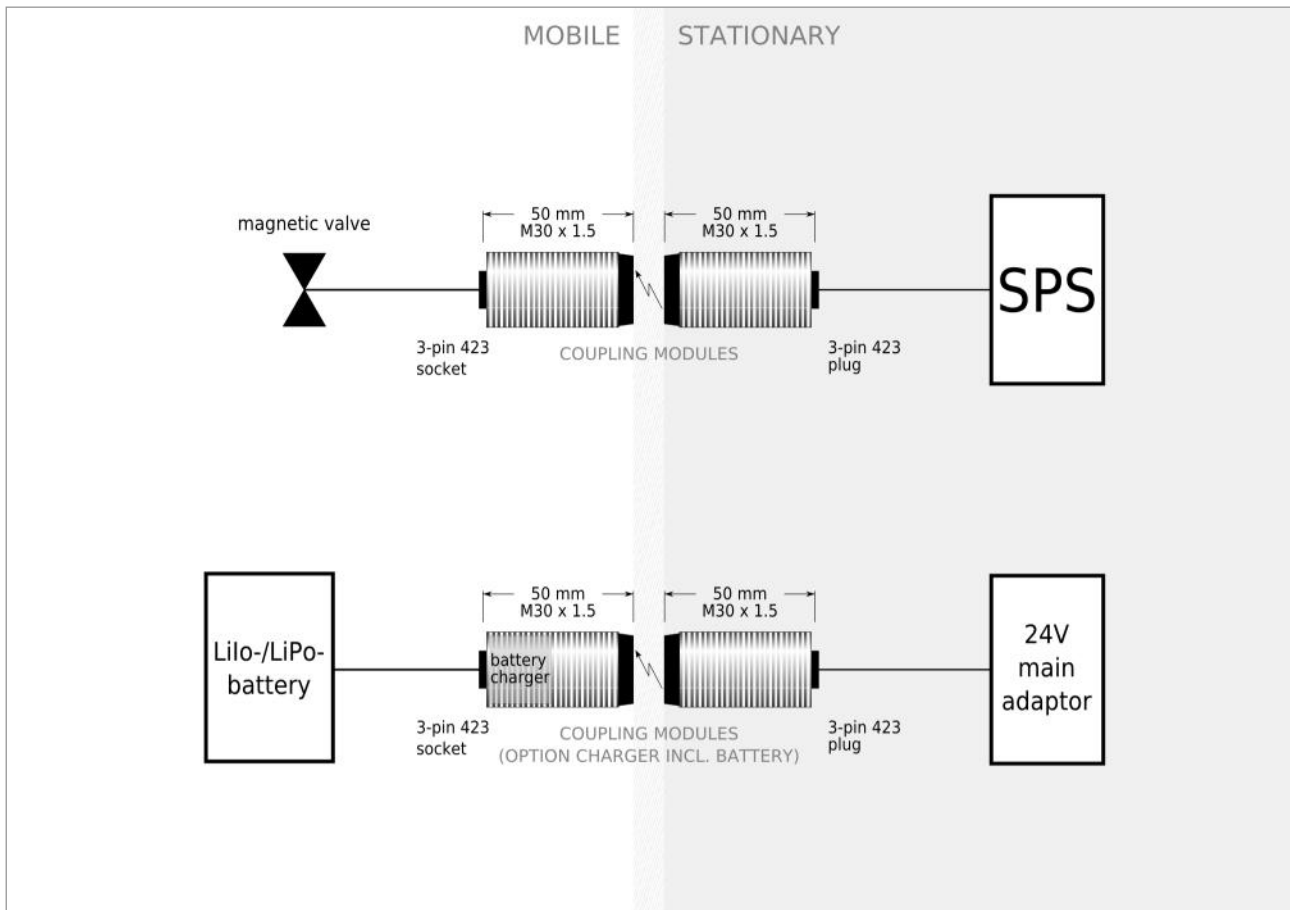 MOBILE
STATIONARY
magnetic valve
50 mm
M30 x 1.5
50 mm
M30 x 1.5
SPS
3-pin 423
socket
COUPLING MODULES
3-pin 423
plug
LiIo-/LiPo-
battery
50 mm
M30 x 1.5
battery
charger
50 mm
M30 x 1.5
24V
main
adaptor
3-pin 423
socket
COUPLING MODULES
(OPTION CHARGER INCL. BATTERY)
3-pin 423
plug